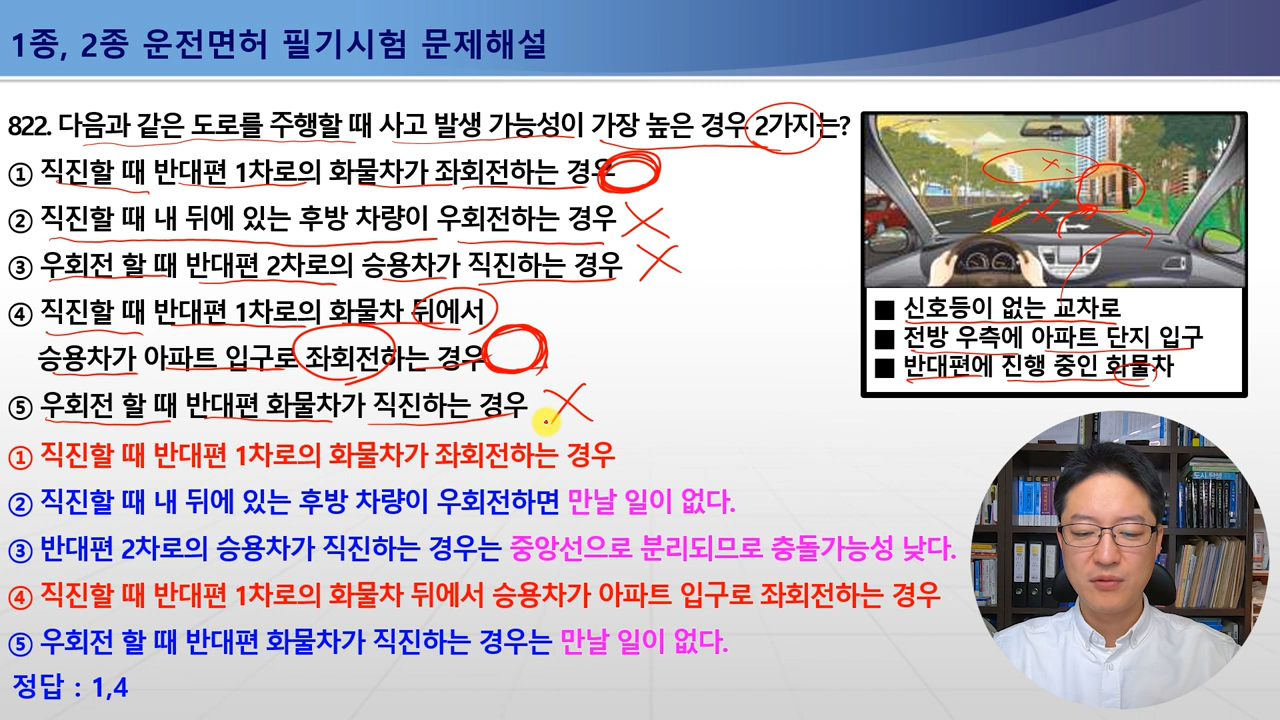 1종, 2종 운전면허 필기시험 문제해설
822. 다음과 같은 도로를 주행할 때 사고 발생 가능성이 가장 높은 경우 2가지는?
① 직진할 때 반대편 1차로의 화물차가 좌회전하는 경우
② 직진할 때 내 뒤에 있는 후방 차량이 우회전하는 경우
③ 우회전 할 때 반대편 2차로의 승용차가 직진하는 경우
④ 직진할 때 반대편 1차로의 화물차 뒤에서
승용차가 아파트 입구로 좌회전하는 경우
⑤ 우회전 할 때 반대편 화물차가 직진하는 경우
■ 신호등이 없는 교차로
■ 전방 우측에 아파트 단지 입구
■ 반대편에 진행 중인 화물차
① 직진할 때 반대편 1차로의 화물차가 좌회전하는 경우
② 직진할 때 내 뒤에 있는 후방 차량이 우회전하면 만날 일이 없다.
③ 반대편 2차로의 승용차가 직진하는 경우는 중앙선으로 분리되므로 충돌가능성 낮다.
④ 직진할 때 반대편 1차로의 화물차 뒤에서 승용차가 아파트 입구로 좌회전하는 경우
⑤ 우회전 할 때 반대편 화물차가 직진하는 경우는 만날 일이 없다.
정답 : 1,4